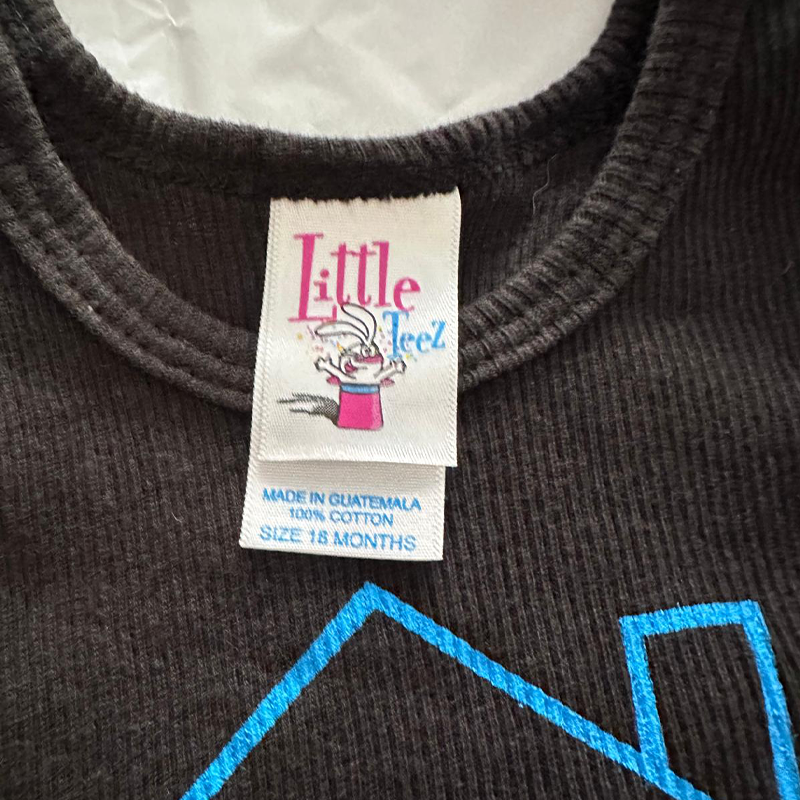 Little
Teez
MADE IN GUATEMALA
100% COTTON
SIZE 18 MONTHS